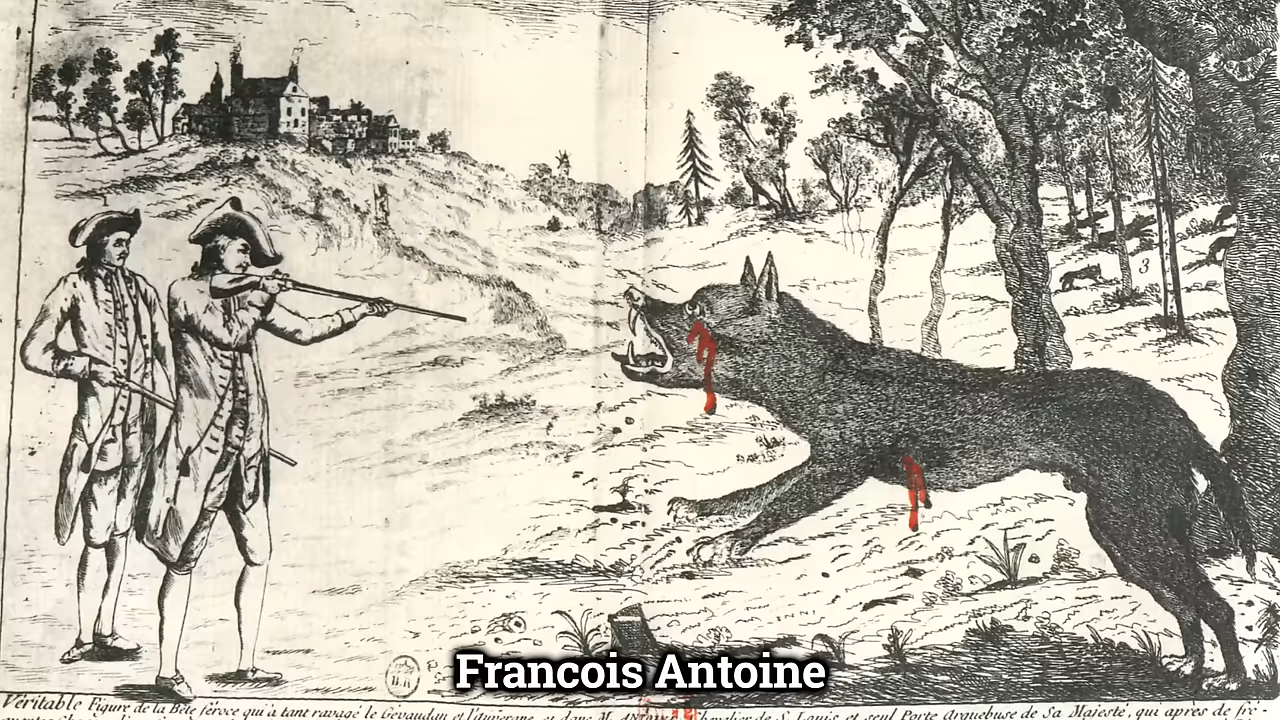 3
Francois Antoine
Véritable Figure de la Bête féroce qui à tant ravagé le Gévaudan et l'Auvergne, et dans M. ANTOINE Chevalier de S. Louis et seul Porte Arquebuse de Sa Majesté, qui après de fré-